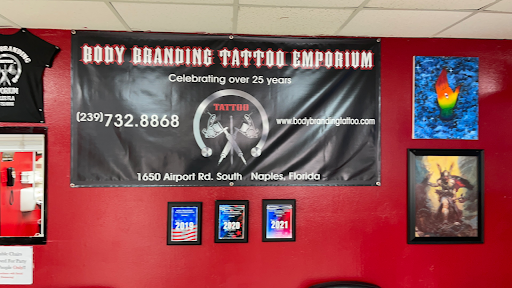 BODY BRANDING TATTOO EMPORIUM
Celebrating over 25 years
TATTOO
(239)732.8868
www.bodybrandingtattoo.com
1650 Airport Rd. South Naples, Florida
2019
2020
2021